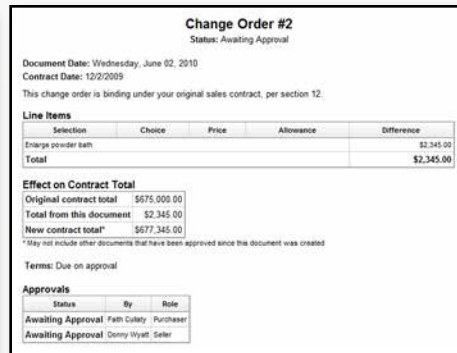 Change Order #2
Status: Awaiting Approval
Document Date: Wednesday, June 02, 2010
Contract Date: 12/2/2009
This change order is binding under your original sales contract, per section 12.
Line Items
Selection Choice Price Allowance Difference
Enlarge powder bath $2,345.00
Total $2,345.00
Effect on Contract Total
Original contract total $675,000.00
Total from this document $2,345.00
New contract total* $677,345.00
* May not include other documents that have been approved since this document was created
Terms: Due on approval
Approvals
Status By Role
Awaiting Approval Faith Cullaty Purchaser
Awaiting Approval Donny Wyatt Seller